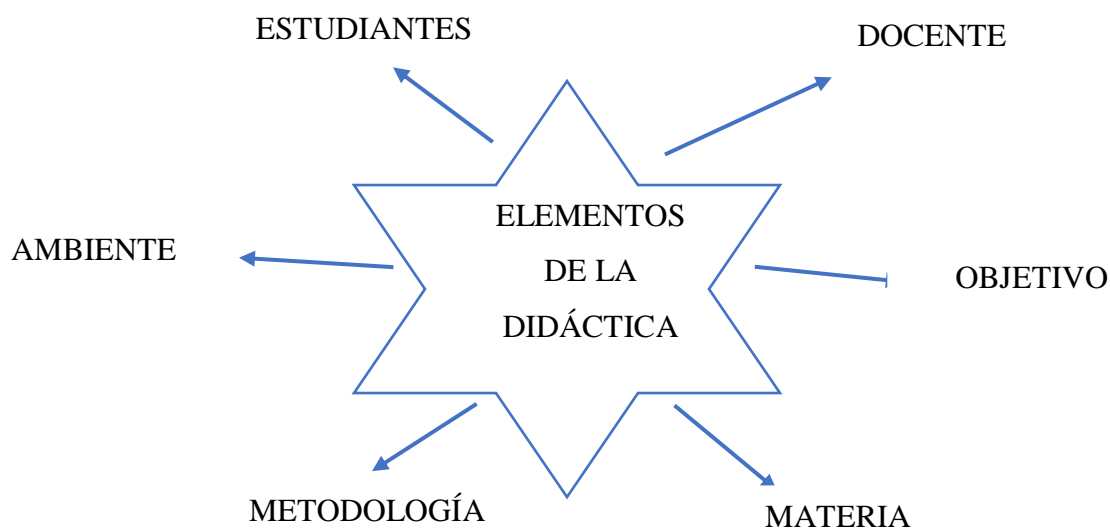 ESTUDIANTES
DOCENTE
ELEMENTOS
DE LA
DIDÁCTICA
AMBIENTE
OBJETIVO
METODOLOGÍA
MATERIA